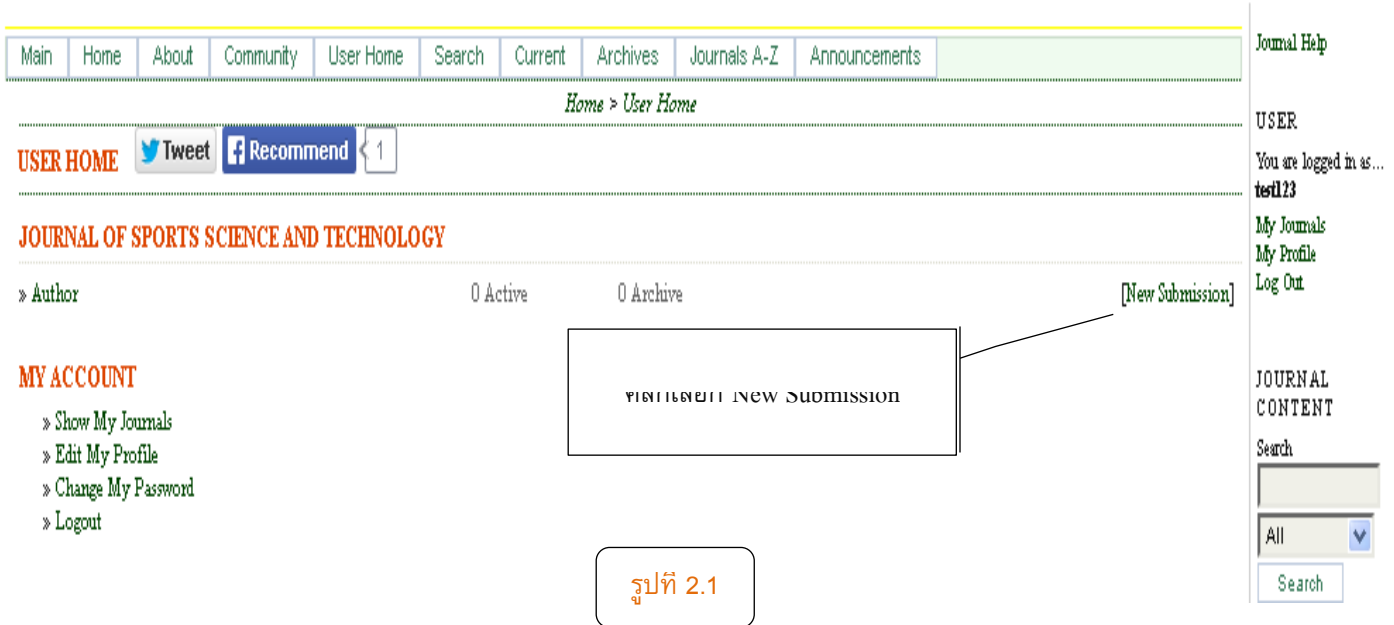 Main Home About Community User Home Search Current Archives Journals A-Z Announcements
Home > User Home
USER HOME Tweet Recommend 1
JOURNAL OF SPORTS SCIENCE AND TECHNOLOGY
» Author 0 Active 0 Archive [New Submission]
New Submission
MY ACCOUNT
» Show My Journals
» Edit My Profile
» Change My Password
» Logout
รูปที่ 2.1
Journal Help
USER
You are logged in as...
test123
My Journals
My Profile
Log Out
JOURNAL
CONTENT
Search
All
Search